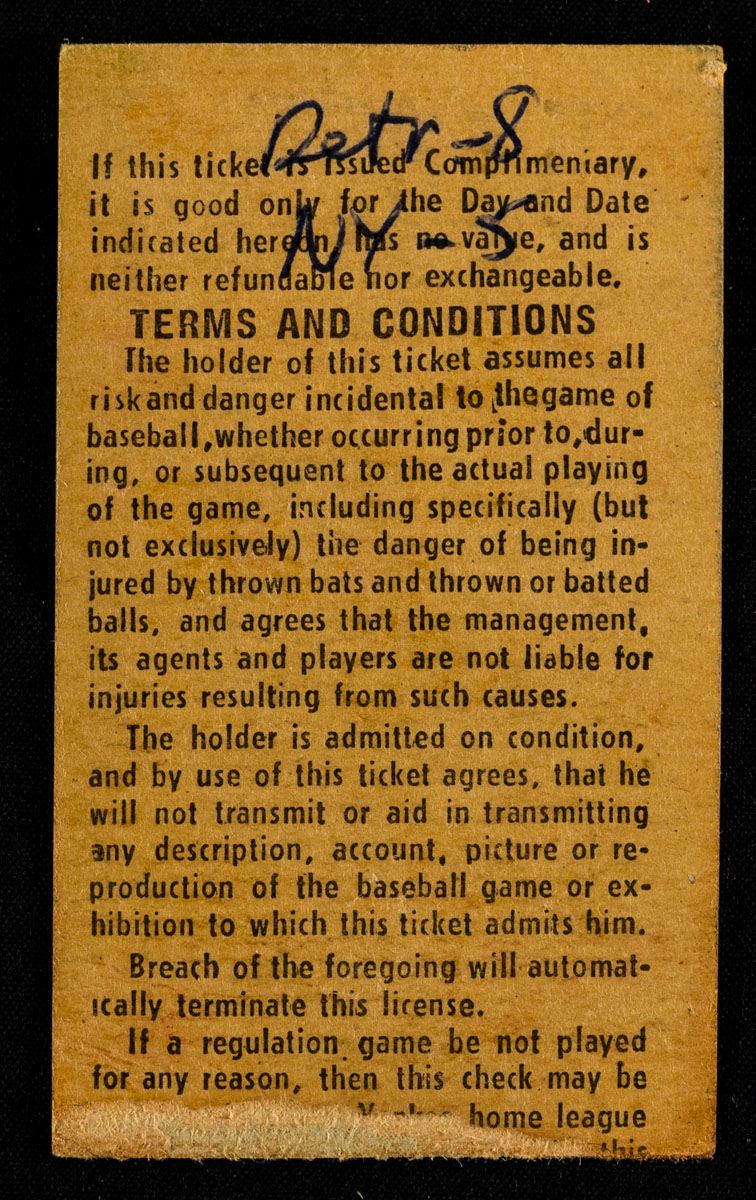 Detr-8
If this ticket is issued Complimentary,
it is good only for the Day and Date
NY-5
indicated hereon, has no value, and is
neither refundable nor exchangeable.
TERMS AND CONDITIONS
The holder of this ticket assumes all
risk and danger incidental to the game of
baseball, whether occurring prior to, dur-
ing, or subsequent to the actual playing
of the game, including specifically (but
not exclusively) the danger of being in-
jured by thrown bats and thrown or batted
balls, and agrees that the management,
its agents and players are not liable for
injuries resulting from such causes.
The holder is admitted on condition,
and by use of this ticket agrees, that he
will not transmit or aid in transmitting
any description, account, picture or re-
production of the baseball game or ex-
hibition to which this ticket admits him.
Breach of the foregoing will automat-
ically terminate this license.
If a regulation game be not played
for any reason, then this check may be
home league
this